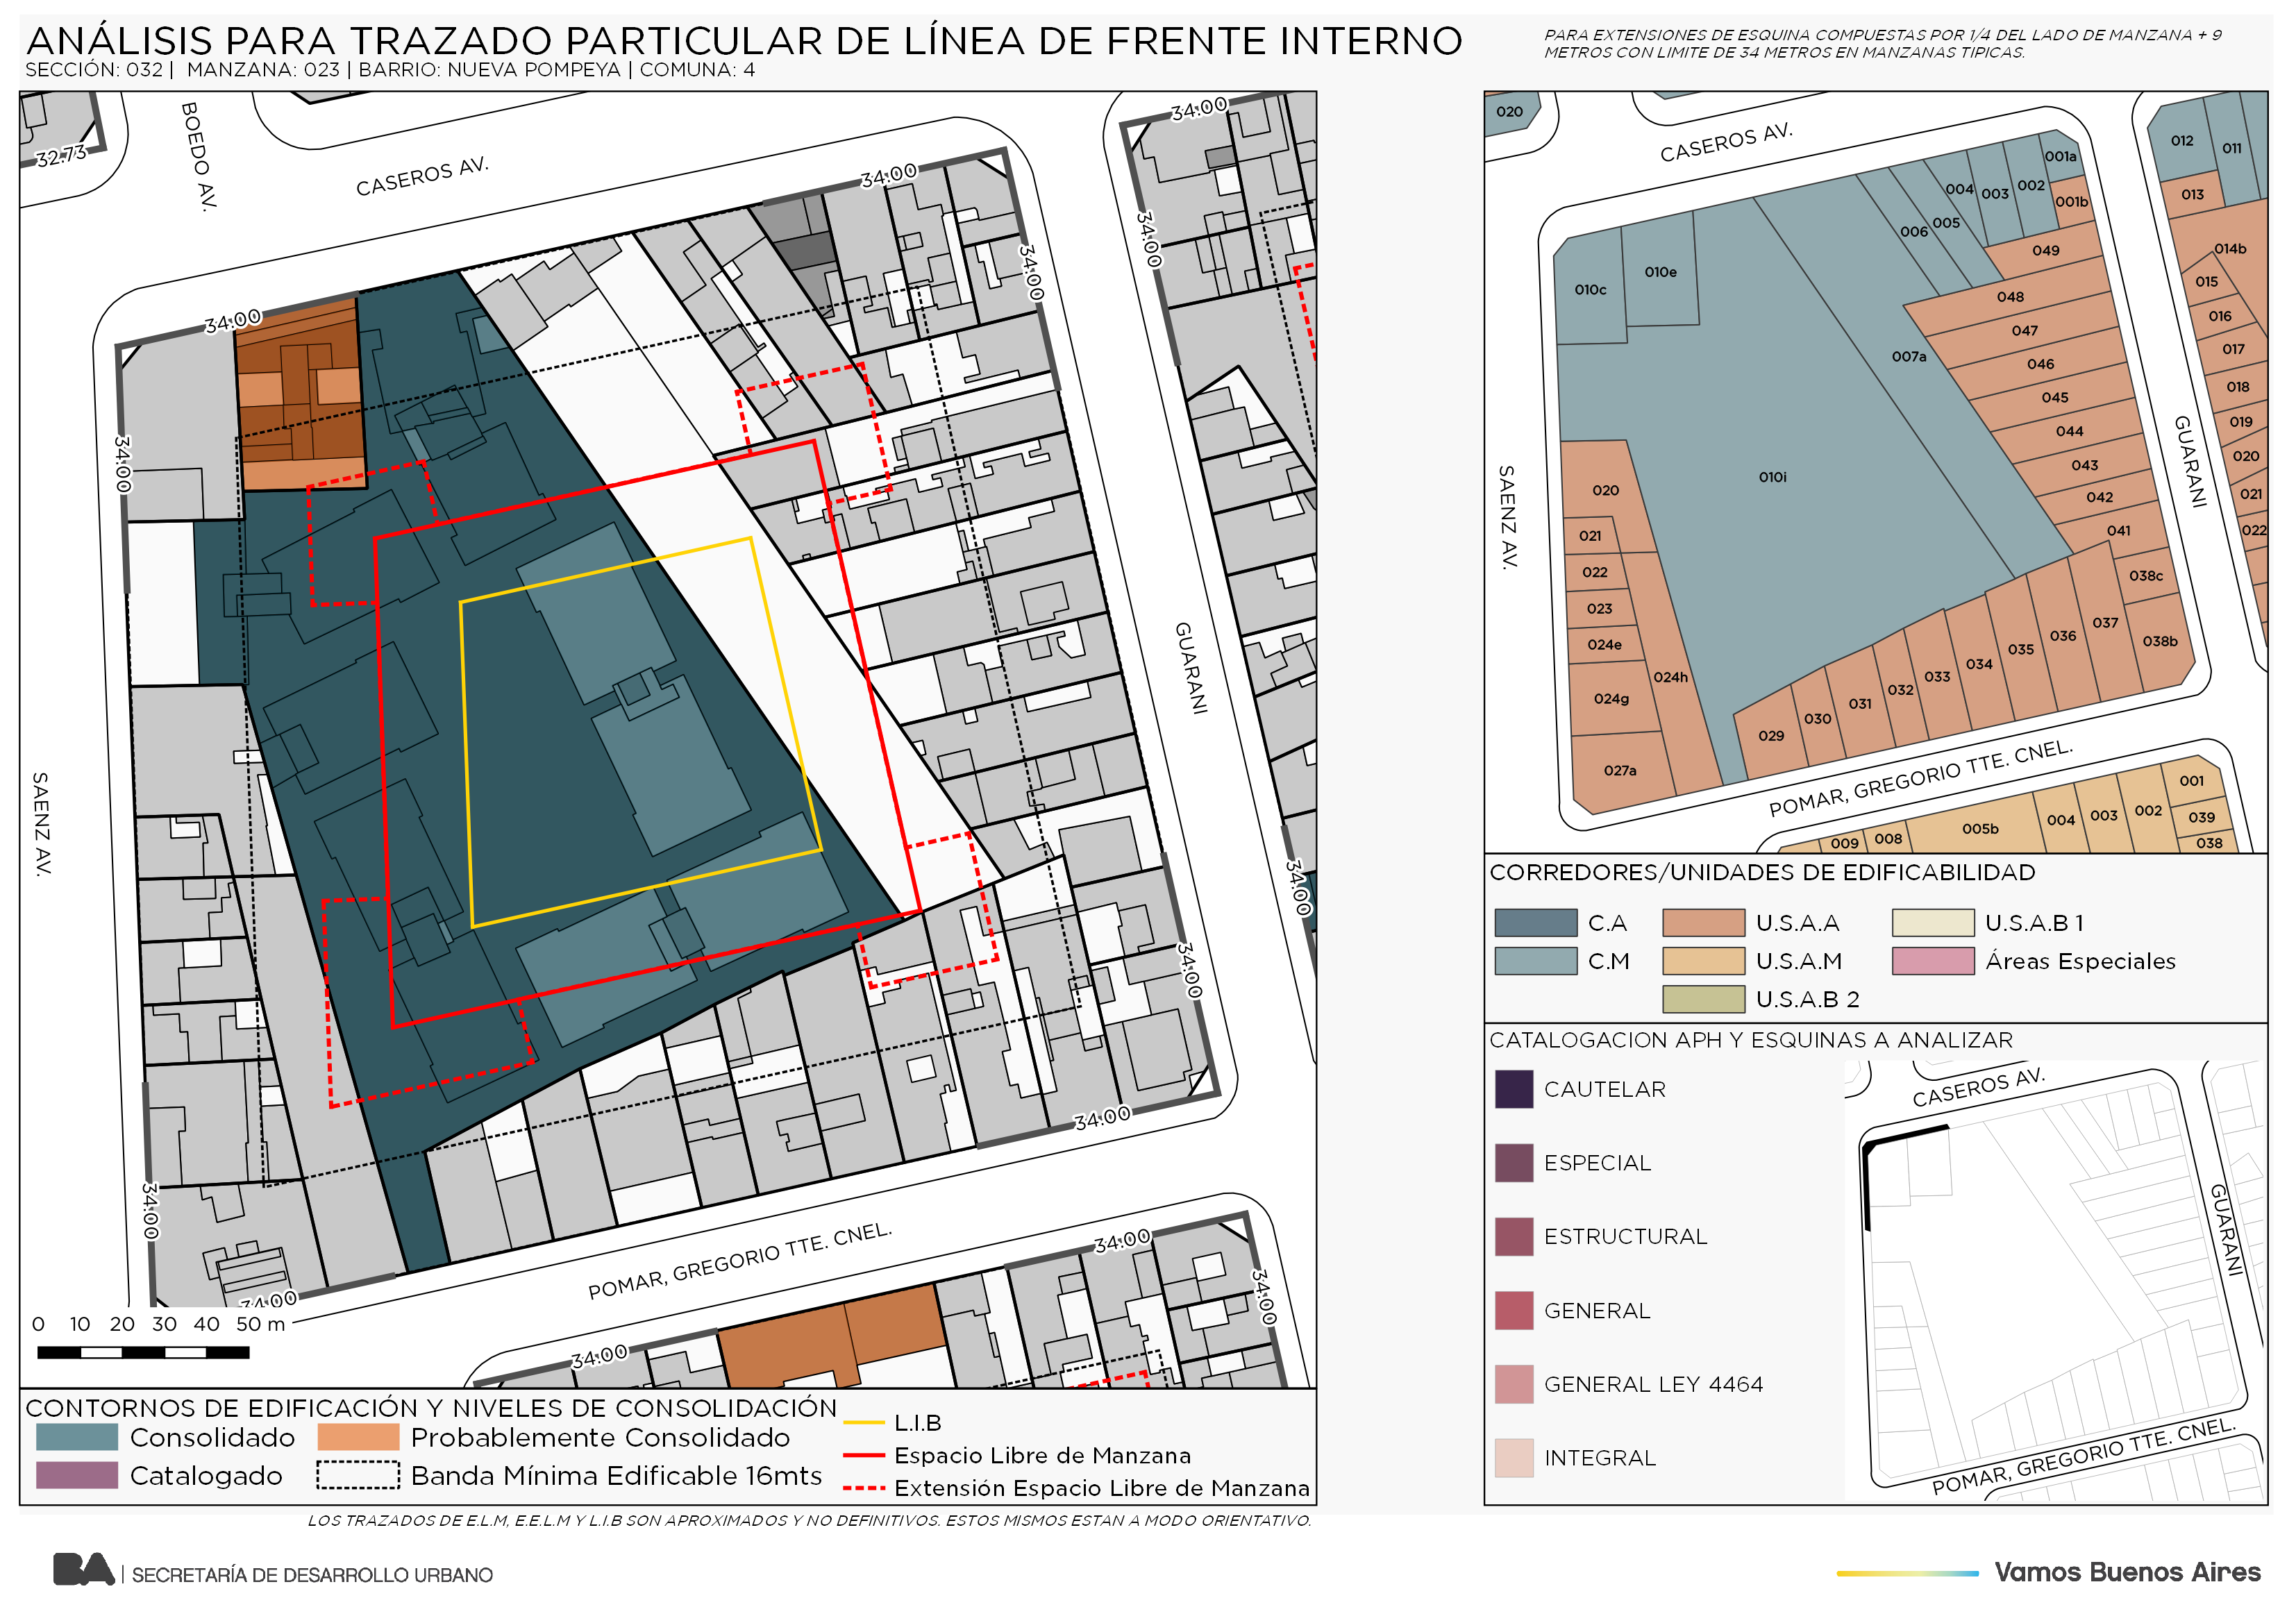 ANÁLISIS PARA TRAZADO PARTICULAR DE LÍNEA DE FRENTE INTERNO
SECCIÓN: 032 | MANZANA: 023 | BARRIO: NUEVA POMPEYA | COMUNA: 4
PARA EXTENSIONES DE ESQUINA COMPUESTAS POR 1/4 DEL LADO DE MANZANA + 9
METROS CON LIMITE DE 34 METROS EN MANZANAS TIPICAS.
32.73
BOEDO AV.
CASEROS AV.
34:00
34:00
34:00
34:00
34:00
34:00
SAENZ AV.
GUARANI
34:00
34:00
34:00
34:00
34:00
POMAR, GREGORIO TTE. CNEL.
34:00
34:00
34:00
0 10 20 30 40 50 m
CONTORNOS DE EDIFICACIÓN Y NIVELES DE CONSOLIDACIÓN
Consolidado
Probablemente Consolidado
Catalogado
Banda Mínima Edificable 16mts
L.I.B
Espacio Libre de Manzana
Extensión Espacio Libre de Manzana
LOS TRAZADOS DE E.L.M, E.E.L.M Y L.I.B SON APROXIMADOS Y NO DEFINITIVOS. ESTOS MISMOS ESTAN A MODO ORIENTATIVO.
020
CASEROS AV.
012
011
013
014b
015
016
017
018
019
020
021
022
001a
001b
002
003
004
005
006
049
048
047
046
045
044
043
042
041
007a
010c
010e
010i
SAENZ AV.
GUARANI
020
021
022
023
024e
024g
024h
027a
029
030
031
032
033
034
035
036
037
038c
038b
POMAR, GREGORIO TTE. CNEL.
009
008
005b
004
003
002
001
039
038
CORREDORES/UNIDADES DE EDIFICABILIDAD
C.A
U.S.A.A
U.S.A.B 1
C.M
U.S.A.M
Áreas Especiales
U.S.A.B 2
CATALOGACION APH Y ESQUINAS A ANALIZAR
CAUTELAR
ESPECIAL
ESTRUCTURAL
GENERAL
GENERAL LEY 4464
INTEGRAL
CASEROS AV.
GUARANI
POMAR, GREGORIO TTE. CNEL.
BA | SECRETARÍA DE DESARROLLO URBANO
Vamos Buenos Aires